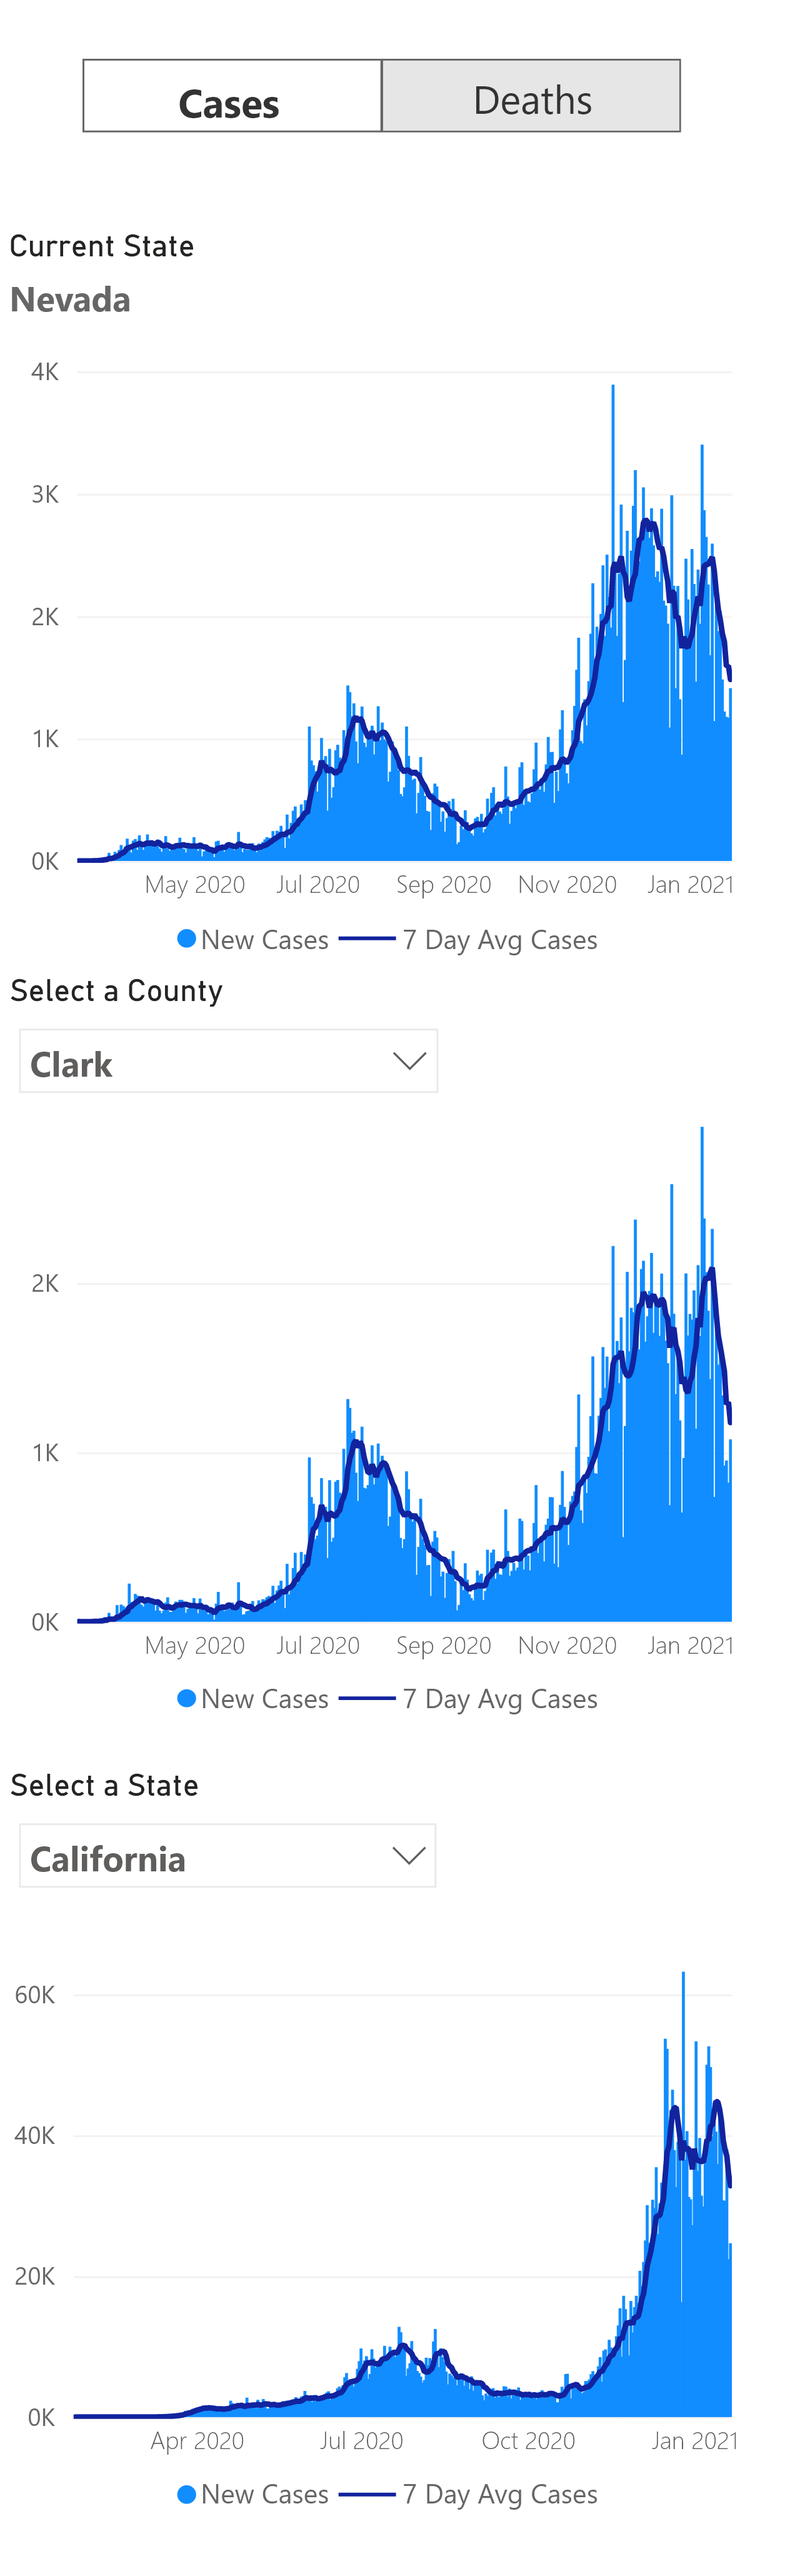 Cases Deaths
Current State
Nevada
4K
3K
2K
1K
0K
May 2020 Jul 2020 Sep 2020 Nov 2020 Jan 2021
New Cases 7 Day Avg Cases
Select a County
Clark
2K
1K
0K
May 2020 Jul 2020 Sep 2020 Nov 2020 Jan 2021
New Cases 7 Day Avg Cases
Select a State
California
60K
40K
20K
0K
Apr 2020 Jul 2020 Oct 2020 Jan 2021
New Cases 7 Day Avg Cases